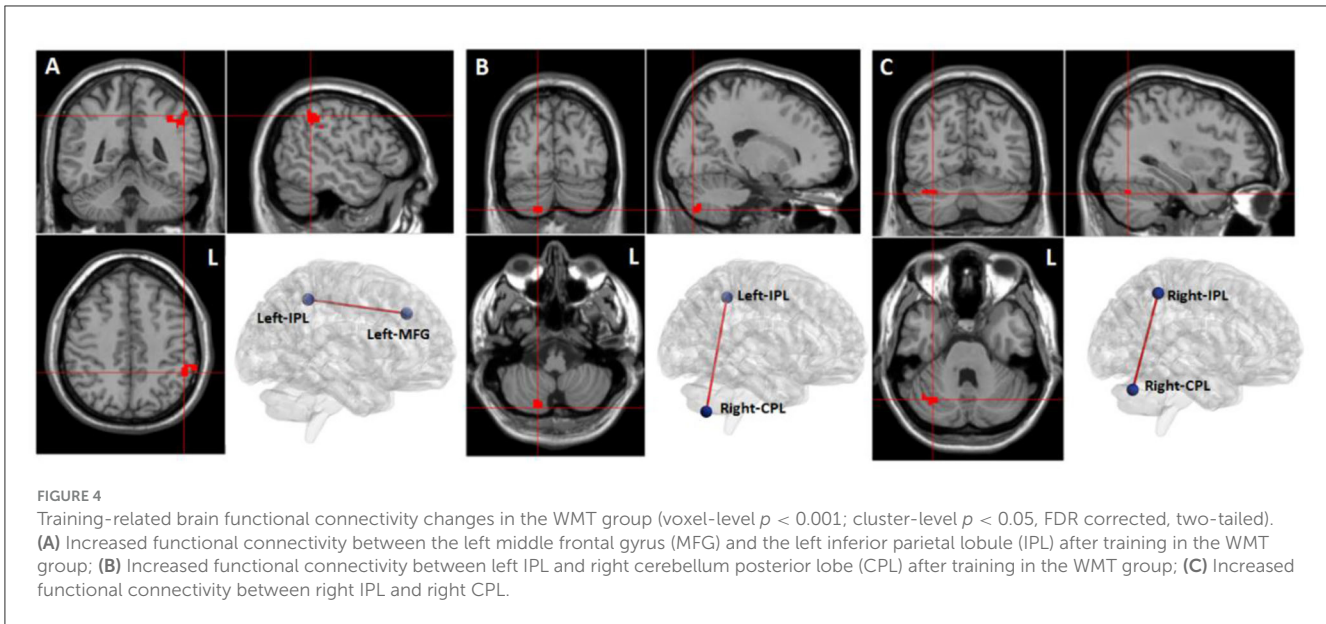 A
B
C
L
Left-IPL
Left-MFG
Left-IPL
Right-CPL
L
Right-IPL
Right-CPL
FIGURE 4
Training-related brain functional connectivity changes in the WMT group (voxel-level p < 0.001; cluster-level p < 0.05, FDR corrected, two-tailed).
(A) Increased functional connectivity between the left middle frontal gyrus (MFG) and the left inferior parietal lobule (IPL) after training in the WMT
group; (B) Increased functional connectivity between left IPL and right cerebellum posterior lobe (CPL) after training in the WMT group; (C) Increased
functional connectivity between right IPL and right CPL.